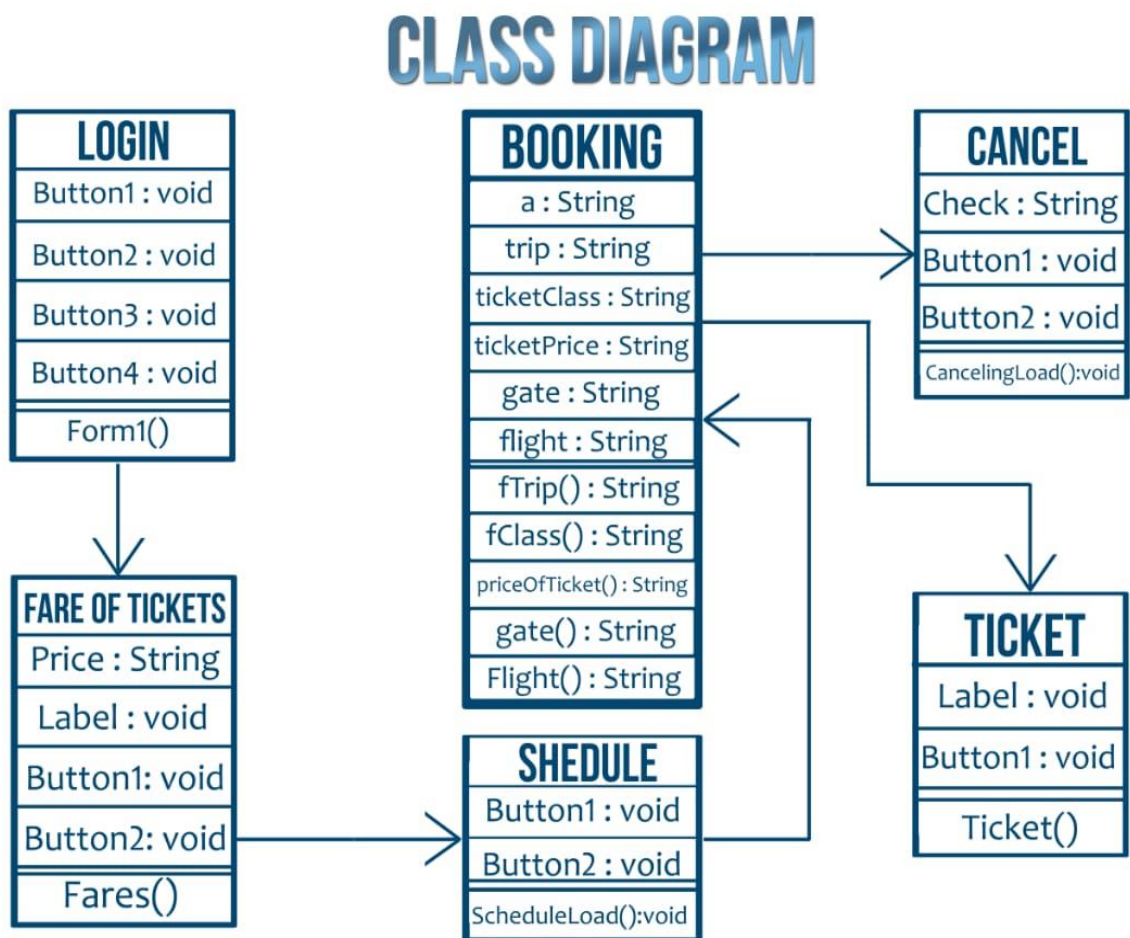 CLASS DIAGRAM
LOGIN
Button1 : void
Button2 : void
Button3 : void
Button4 : void
Form1()
FARE OF TICKETS
Price : String
Label : void
Button1: void
Button2: void
Fares()
BOOKING
a : String
trip : String
ticketClass : String
ticketPrice : String
gate : String
flight : String
fTrip() : String
fClass() : String
priceOfTicket() : String
gate() : String
Flight() : String
SHEDULE
Button1 : void
Button2 : void
ScheduleLoad():void
CANCEL
Check : String
Button1 : void
Button2 : void
CancelingLoad():void
TICKET
Label : void
Button1 : void
Ticket()